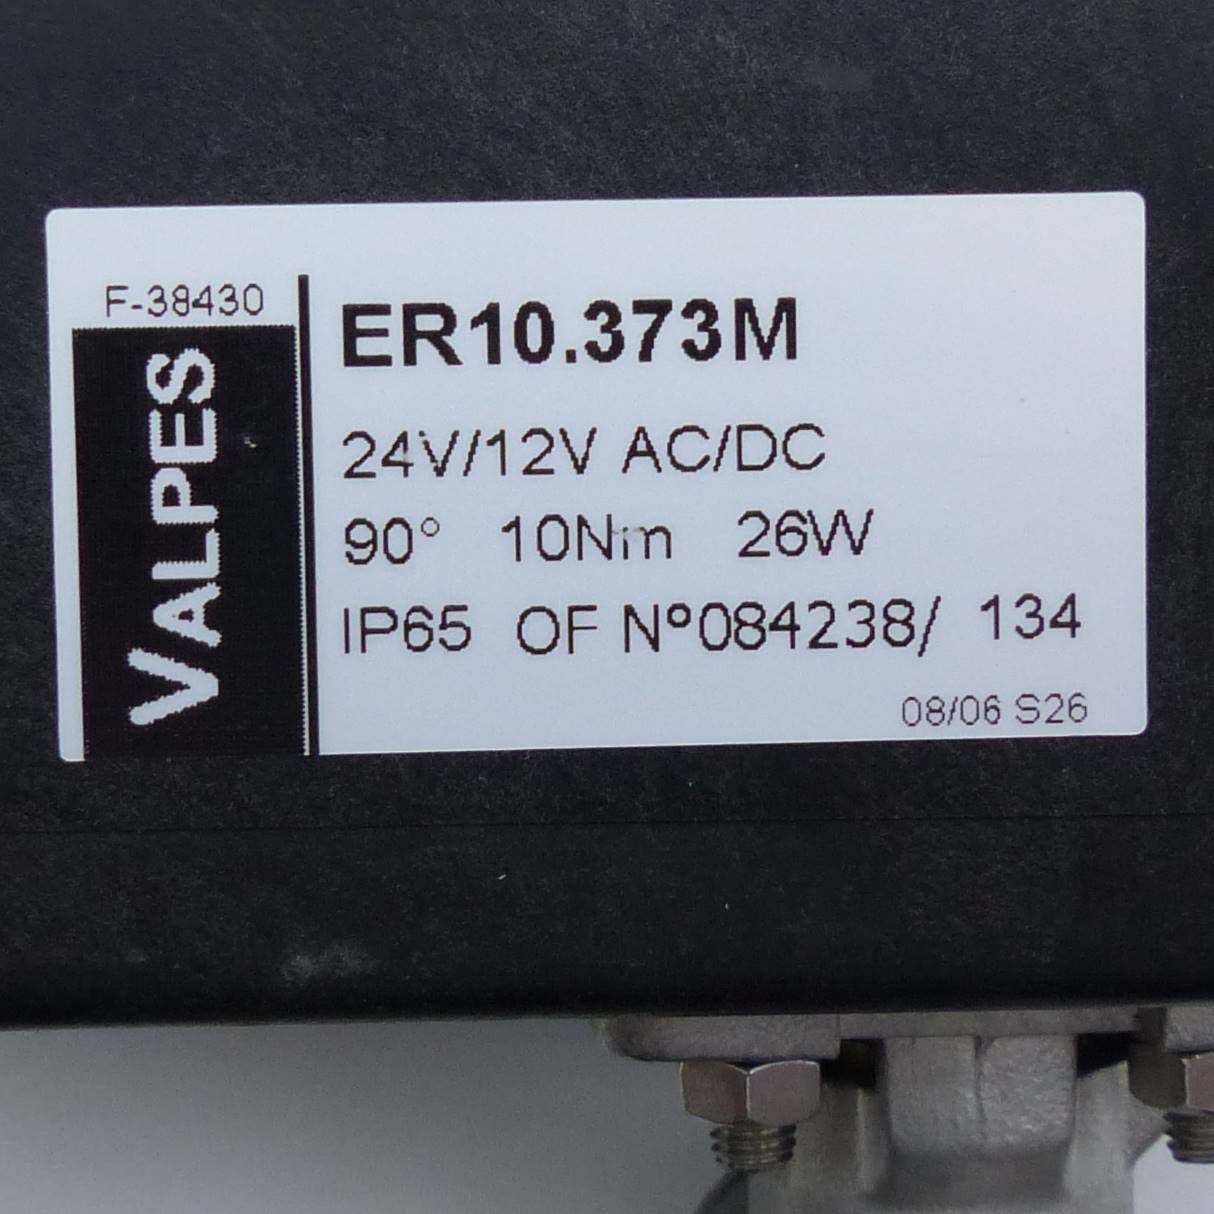 F-38430
VALPES
ER10.373M
24V/12V AC/DC
90° 10Nm 26W
IP65 OF N°084238/ 134
08/06 S26